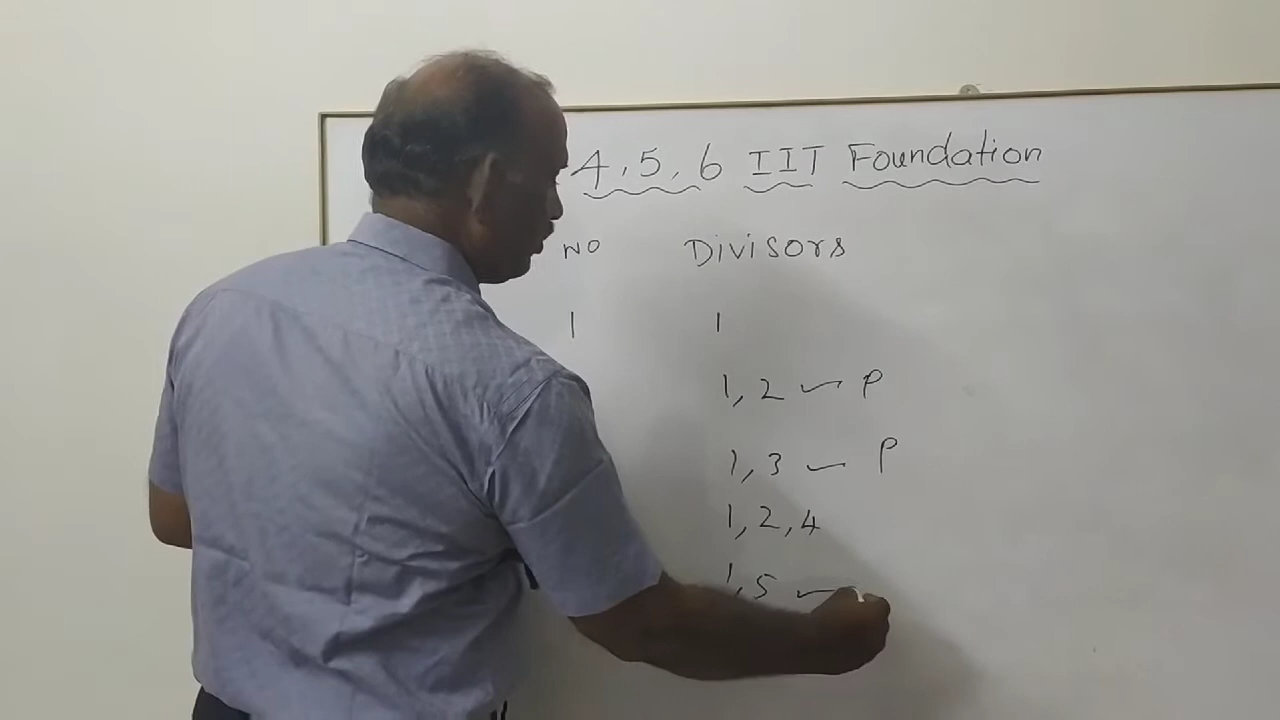 4, 5, 6 IIT Foundation
NO Divisors
1 1
1, 2 P
1, 3 P
1, 2, 4
1, 5